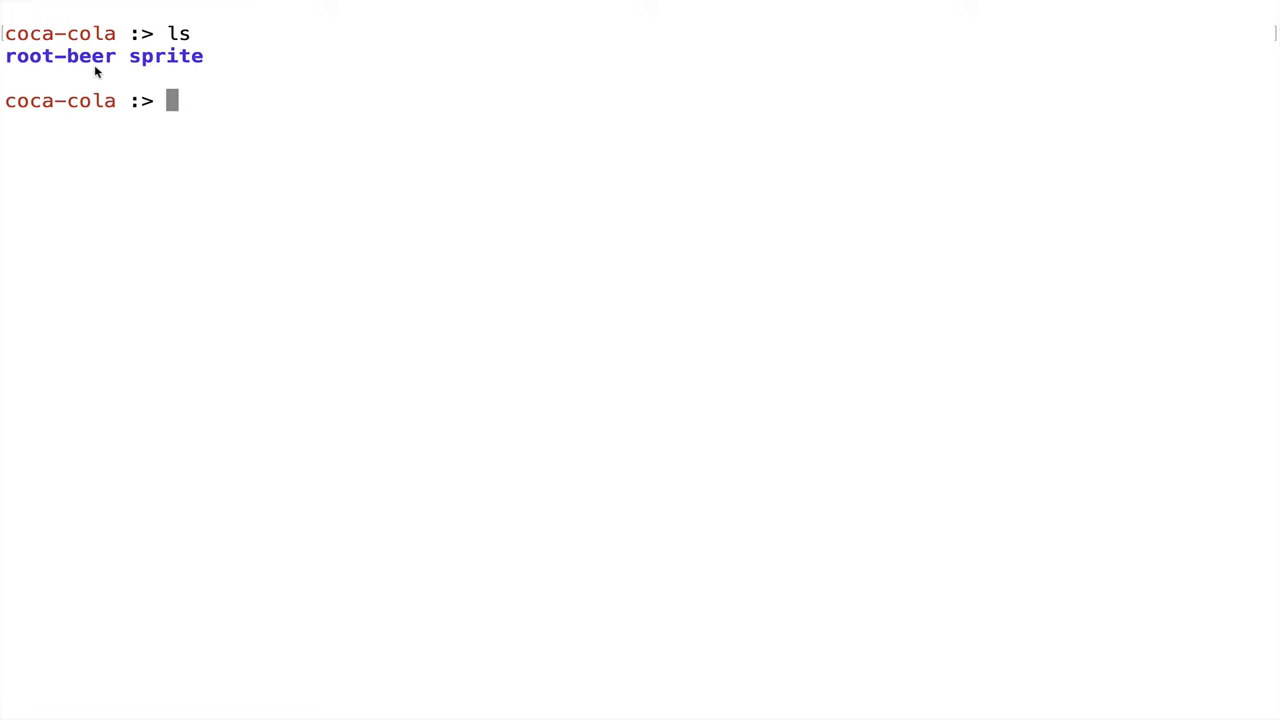 coca-cola :> ls
root-beer sprite
coca-cola :>